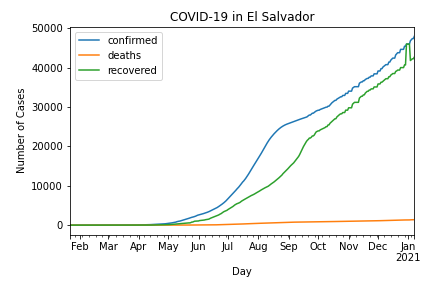 COVID-19 in El Salvador
confirmed
deaths
recovered
Number of Cases
50000
40000
30000
20000
10000
0
Feb Mar Apr May Jun Jul Aug Sep Oct Nov Dec Jan
2021
Day